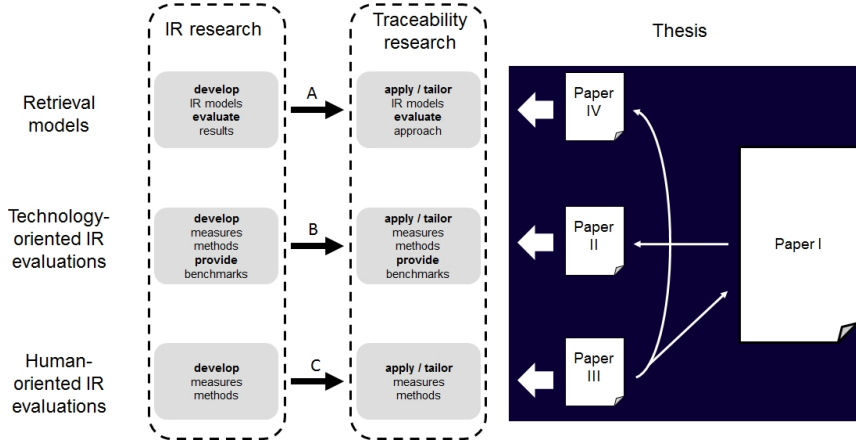 IR research
Traceability
research
Thesis
Retrieval
models
develop
IR models
evaluate
results
A
apply / tailor
IR models
evaluate
approach
Paper
IV
Technology-
oriented IR
evaluations
develop
measures
methods
provide
benchmarks
B
apply / tailor
measures
methods
provide
benchmarks
Paper
II
Paper I
Human-
oriented IR
evaluations
develop
measures
methods
C
apply / tailor
measures
methods
Paper
III